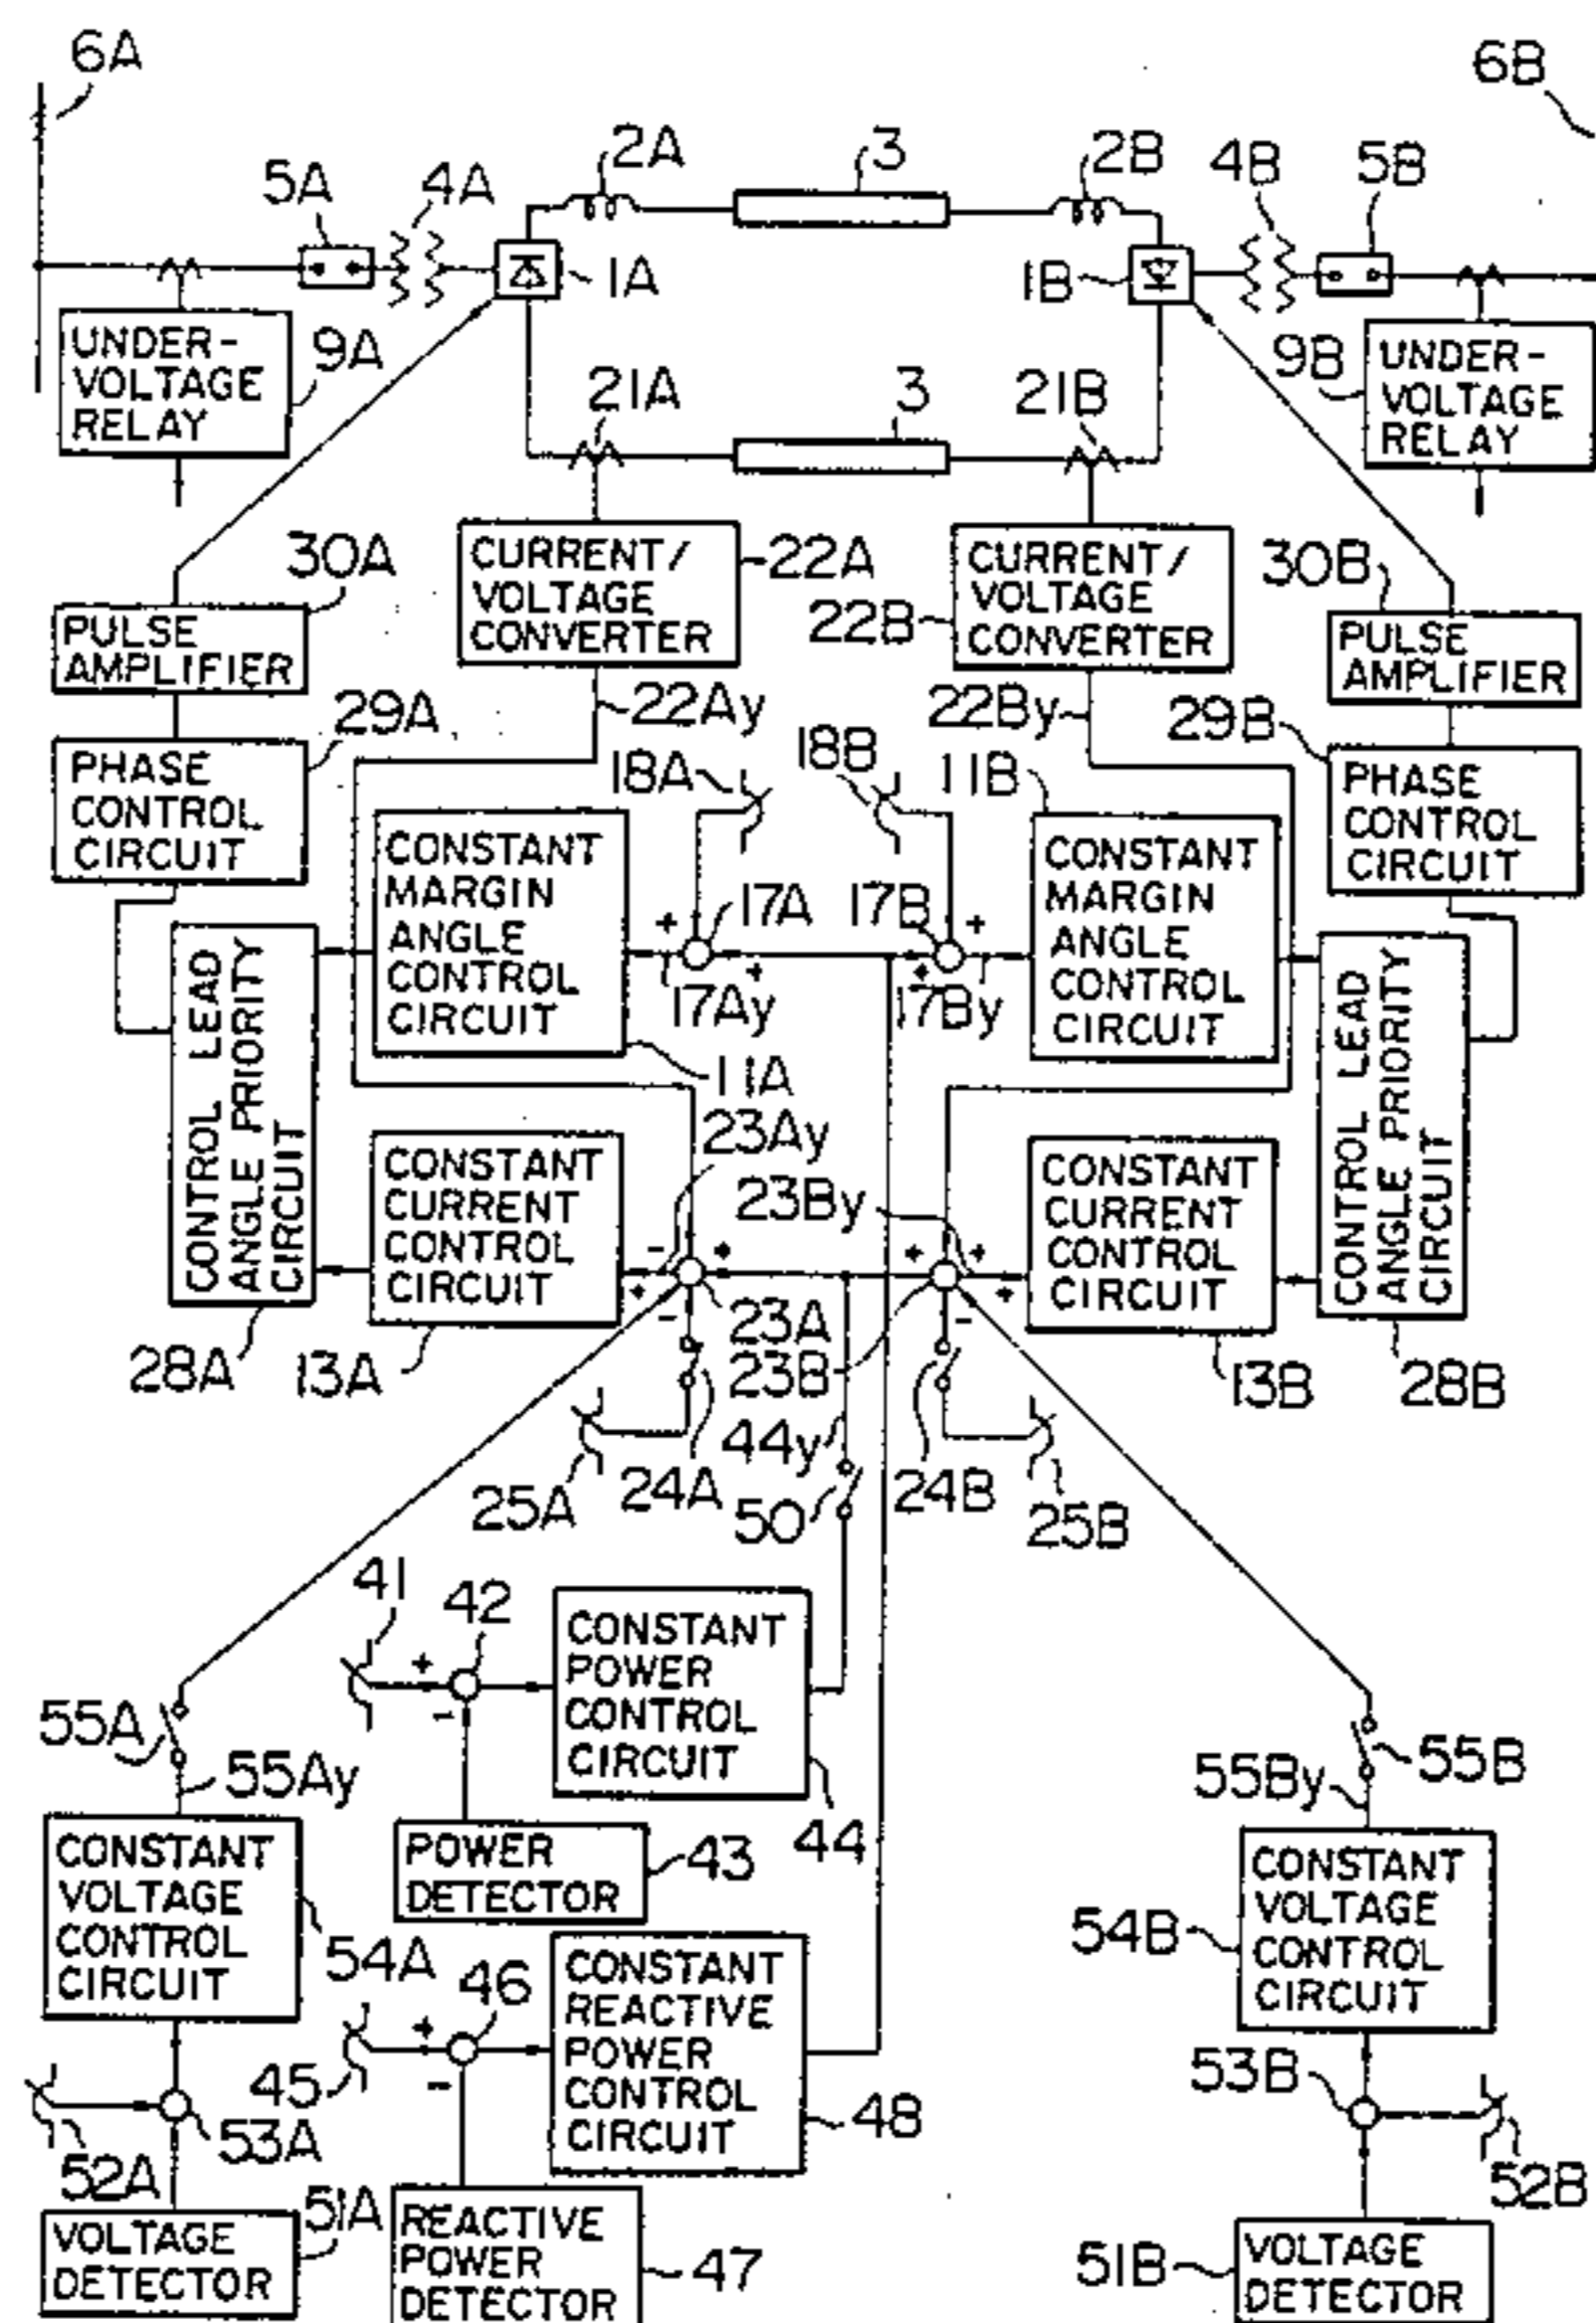 6A
6B
2A
3
2B
5A
4A
4B
5B
1A
1B
UNDER-
VOLTAGE
RELAY
9A
21A
3
21B
9B
UNDER-
VOLTAGE
RELAY
30A
CURRENT/
VOLTAGE
CONVERTER
22A
CURRENT/
VOLTAGE
CONVERTER
22B
30B
PULSE
AMPLIFIER
PULSE
AMPLIFIER
29A
22Ay
22By
29B
PHASE
CONTROL
CIRCUIT
18A
18B
11B
PHASE
CONTROL
CIRCUIT
CONSTANT
MARGIN
ANGLE
CONTROL
CIRCUIT
+
17A
17B
+
CONSTANT
MARGIN
ANGLE
CONTROL
CIRCUIT
17Ay
+
+
17By
11A
CONTROL LEAD
ANGLE PRIORITY
CIRCUIT
CONTROL LEAD
ANGLE PRIORITY
CIRCUIT
23Ay
CONSTANT
CURRENT
CONTROL
CIRCUIT
23By
CONSTANT
CURRENT
CONTROL
CIRCUIT
-
+
+
+
+
+
-
-
23A
28A
13A
23B
13B
28B
25A
24A
44y
24B
25B
50
41
42
+
-
CONSTANT
POWER
CONTROL
CIRCUIT
55A
55Ay
55By
55B
44
CONSTANT
VOLTAGE
CONTROL
CIRCUIT
POWER
DETECTOR
43
54A
54B
CONSTANT
VOLTAGE
CONTROL
CIRCUIT
46
+
-
CONSTANT
REACTIVE
POWER
CONTROL
CIRCUIT
45
48
53A
53B
52A
52B
51A
VOLTAGE
DETECTOR
REACTIVE
POWER
DETECTOR
47
51B
VOLTAGE
DETECTOR